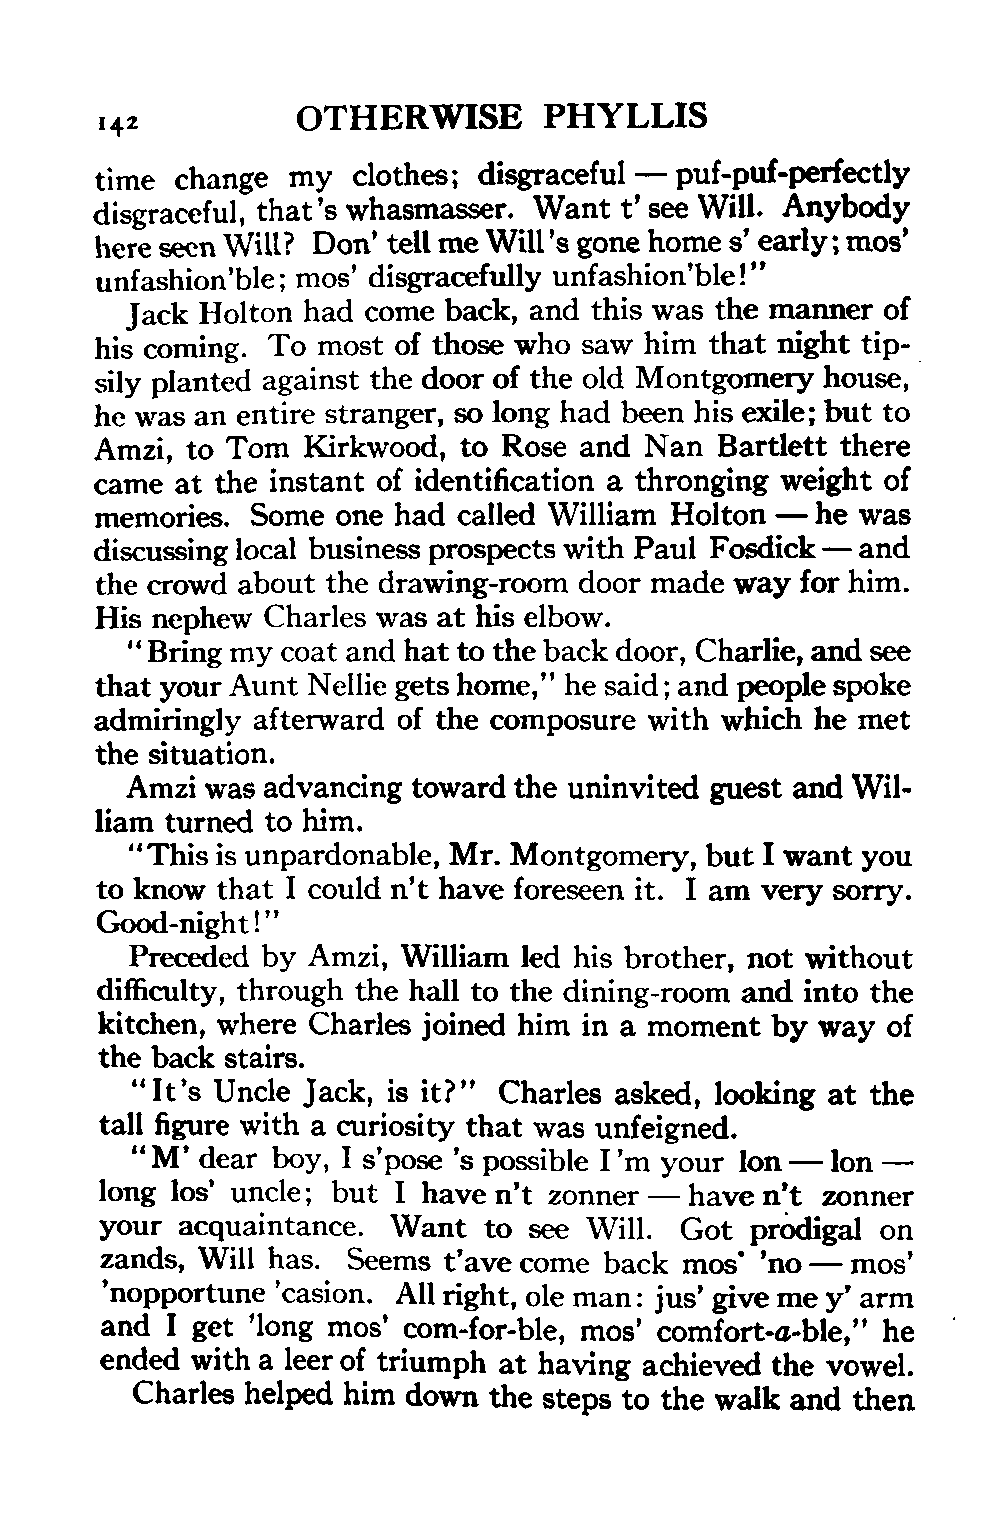 142 OTHERWISE PHYLLIS
time change my clothes; disgraceful — puf-puf-perfectly
disgraceful, that's whasmasser. Want t' see Will. Anybody
here seen Will? Don' tell me Will's gone home s' early; mos'
unfashion'ble; mos' disgracefully unfashion'ble!"
Jack Holton had come back, and this was the manner of
his coming. To most of those who saw him that night tip-
sily planted against the door of the old Montgomery house,
he was an entire stranger, so long had been his exile; but to
Amzi, to Tom Kirkwood, to Rose and Nan Bartlett there
came at the instant of identification a thronging weight of
memories. Some one had called William Holton — he was
discussing local business prospects with Paul Fosdick — and
the crowd about the drawing-room door made way for him.
His nephew Charles was at his elbow.
"Bring my coat and hat to the back door, Charlie, and see
that your Aunt Nellie gets home," he said; and people spoke
admiringly afterward of the composure with which he met
the situation.
Amzi was advancing toward the uninvited guest and Wil-
liam turned to him.
"This is unpardonable, Mr. Montgomery, but I want you
to know that I could n't have foreseen it. I am very sorry.
Good-night!"
Preceded by Amzi, William led his brother, not without
difficulty, through the hall to the dining-room and into the
kitchen, where Charles joined him in a moment by way of
the back stairs.
"It's Uncle Jack, is it?" Charles asked, looking at the
tall figure with a curiosity that was unfeigned.
"M' dear boy, I s'pose 's possible I'm your lon — lon —
long los' uncle; but I have n't zonner — have n't zonner
your acquaintance. Want to see Will. Got prodigal on
zands, Will has. Seems t'ave come back mos' 'no — mos'
'nopportune 'casion. All right, ole man: jus' give me y' arm
and I get 'long mos' com-for-ble, mos' comfort-a-ble," he
ended with a leer of triumph at having achieved the vowel.
Charles helped him down the steps to the walk and then